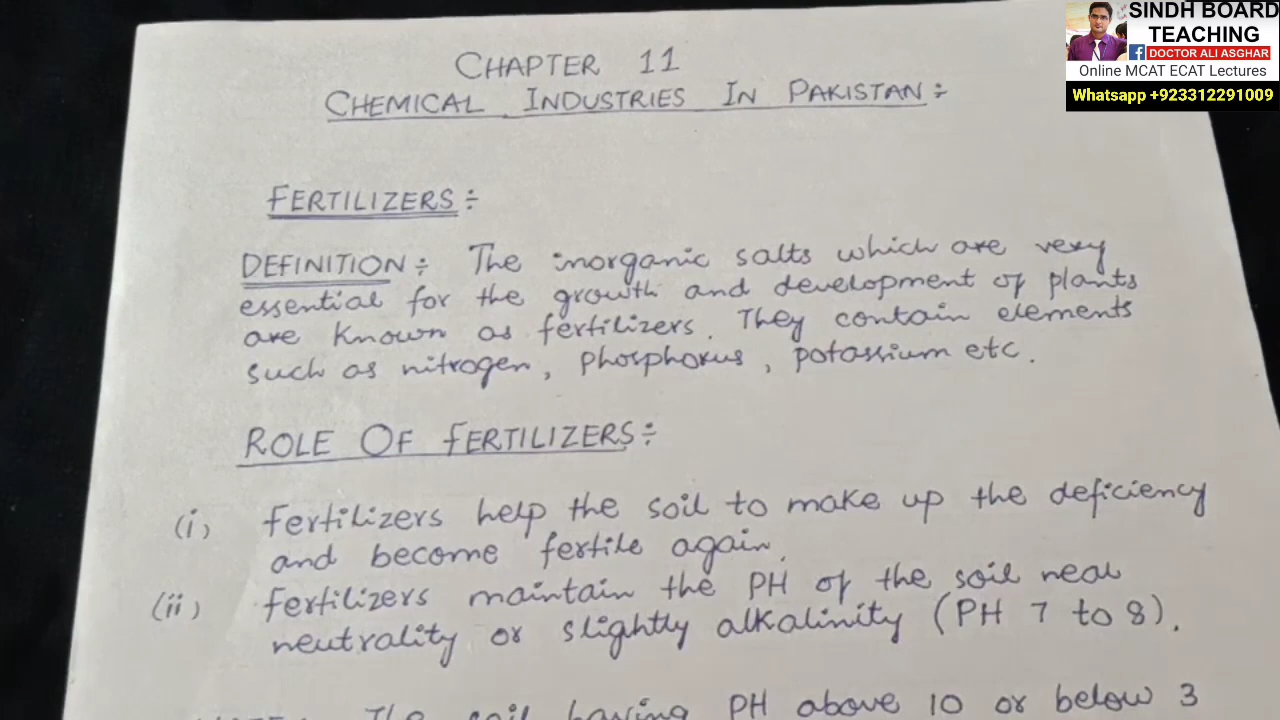 SINDH BOARD
TEACHING
f DOCTOR ALI ASGHAR
Online MCAT ECAT Lectures
Whatsapp +923312291009
CHAPTER 11
CHEMICAL INDUSTRIES IN PAKISTAN:
FERTILIZERS:
DEFINITION: The inorganic salts which are very
essential for the growth and development of plants
are known as fertilizers. They contain elements
such as nitrogen, phosphorus, potassium etc.
ROLE OF FERTILIZERS:
(i) Fertilizers help the soil to make up the deficiency
and become fertile again.
(ii) Fertilizers maintain the PH of the soil near
neutrality or slightly alkalinity (PH 7 to 8).
The soil having PH above 10 or below 3